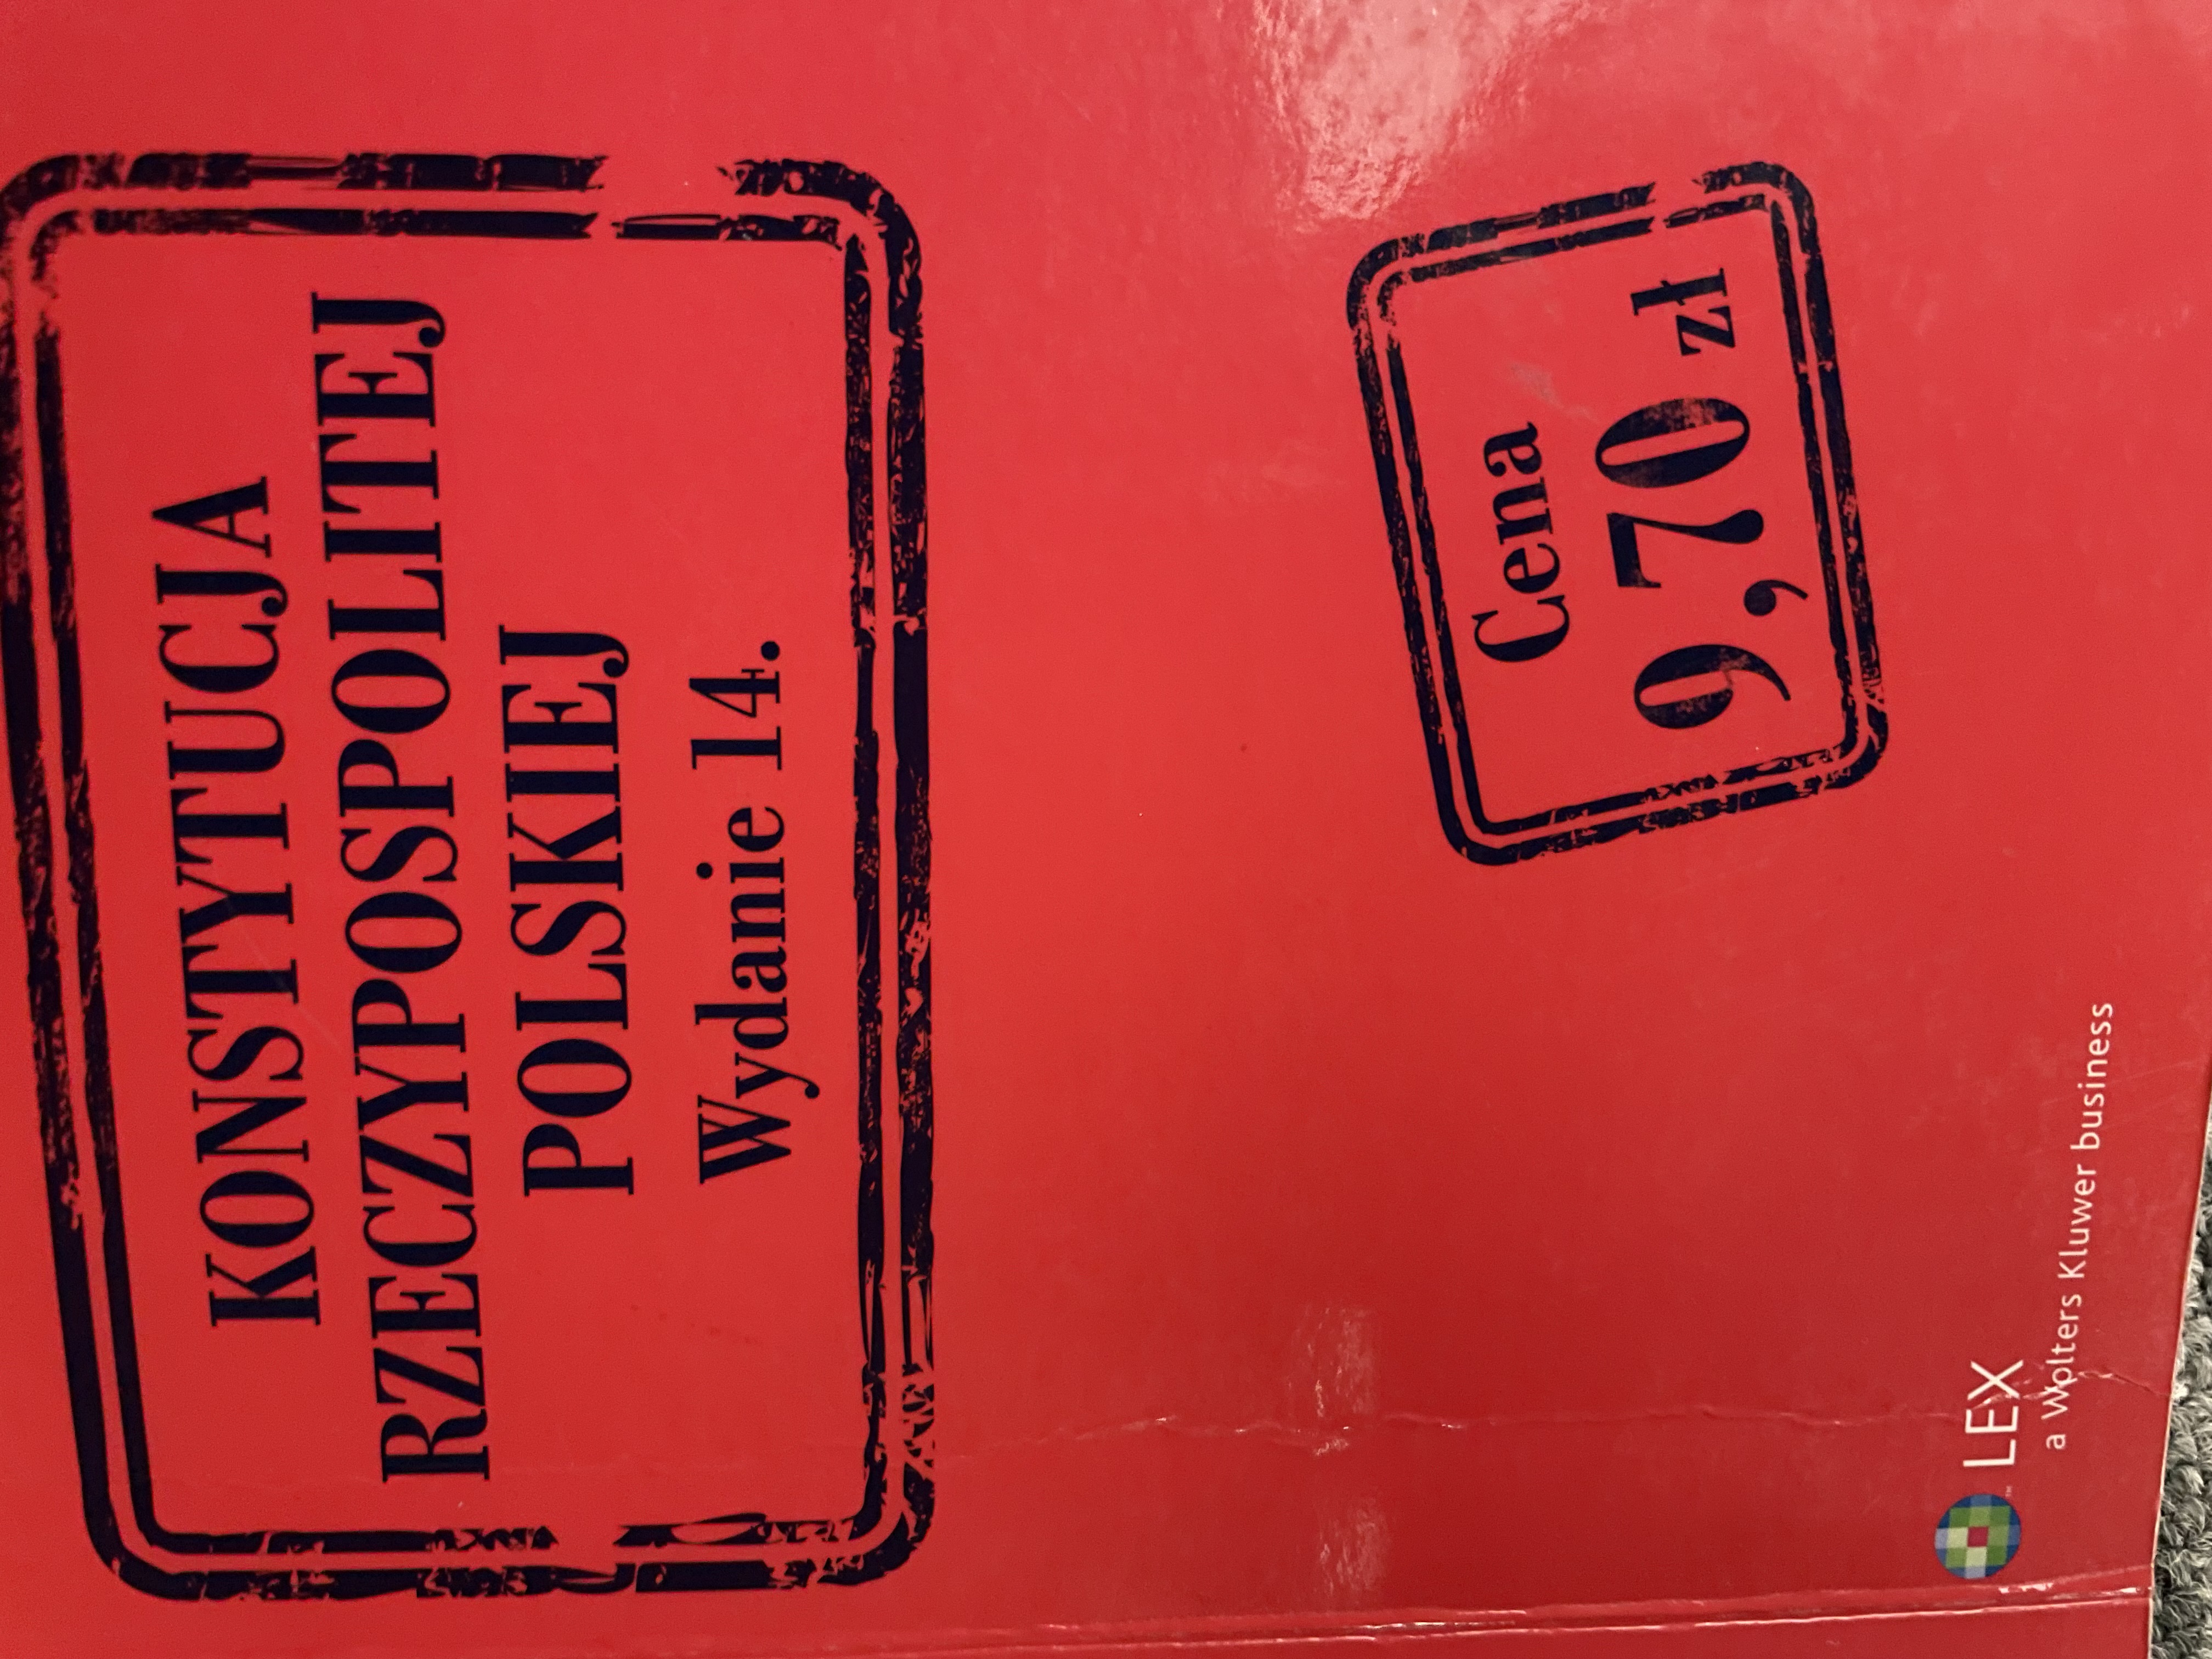 KONSTYTUCJA
RZECZYPOSPOLITEJ
POLSKIEJ
Wydanie 14.
Cena
9,70 zł
LEX
a Wolters Kluwer business